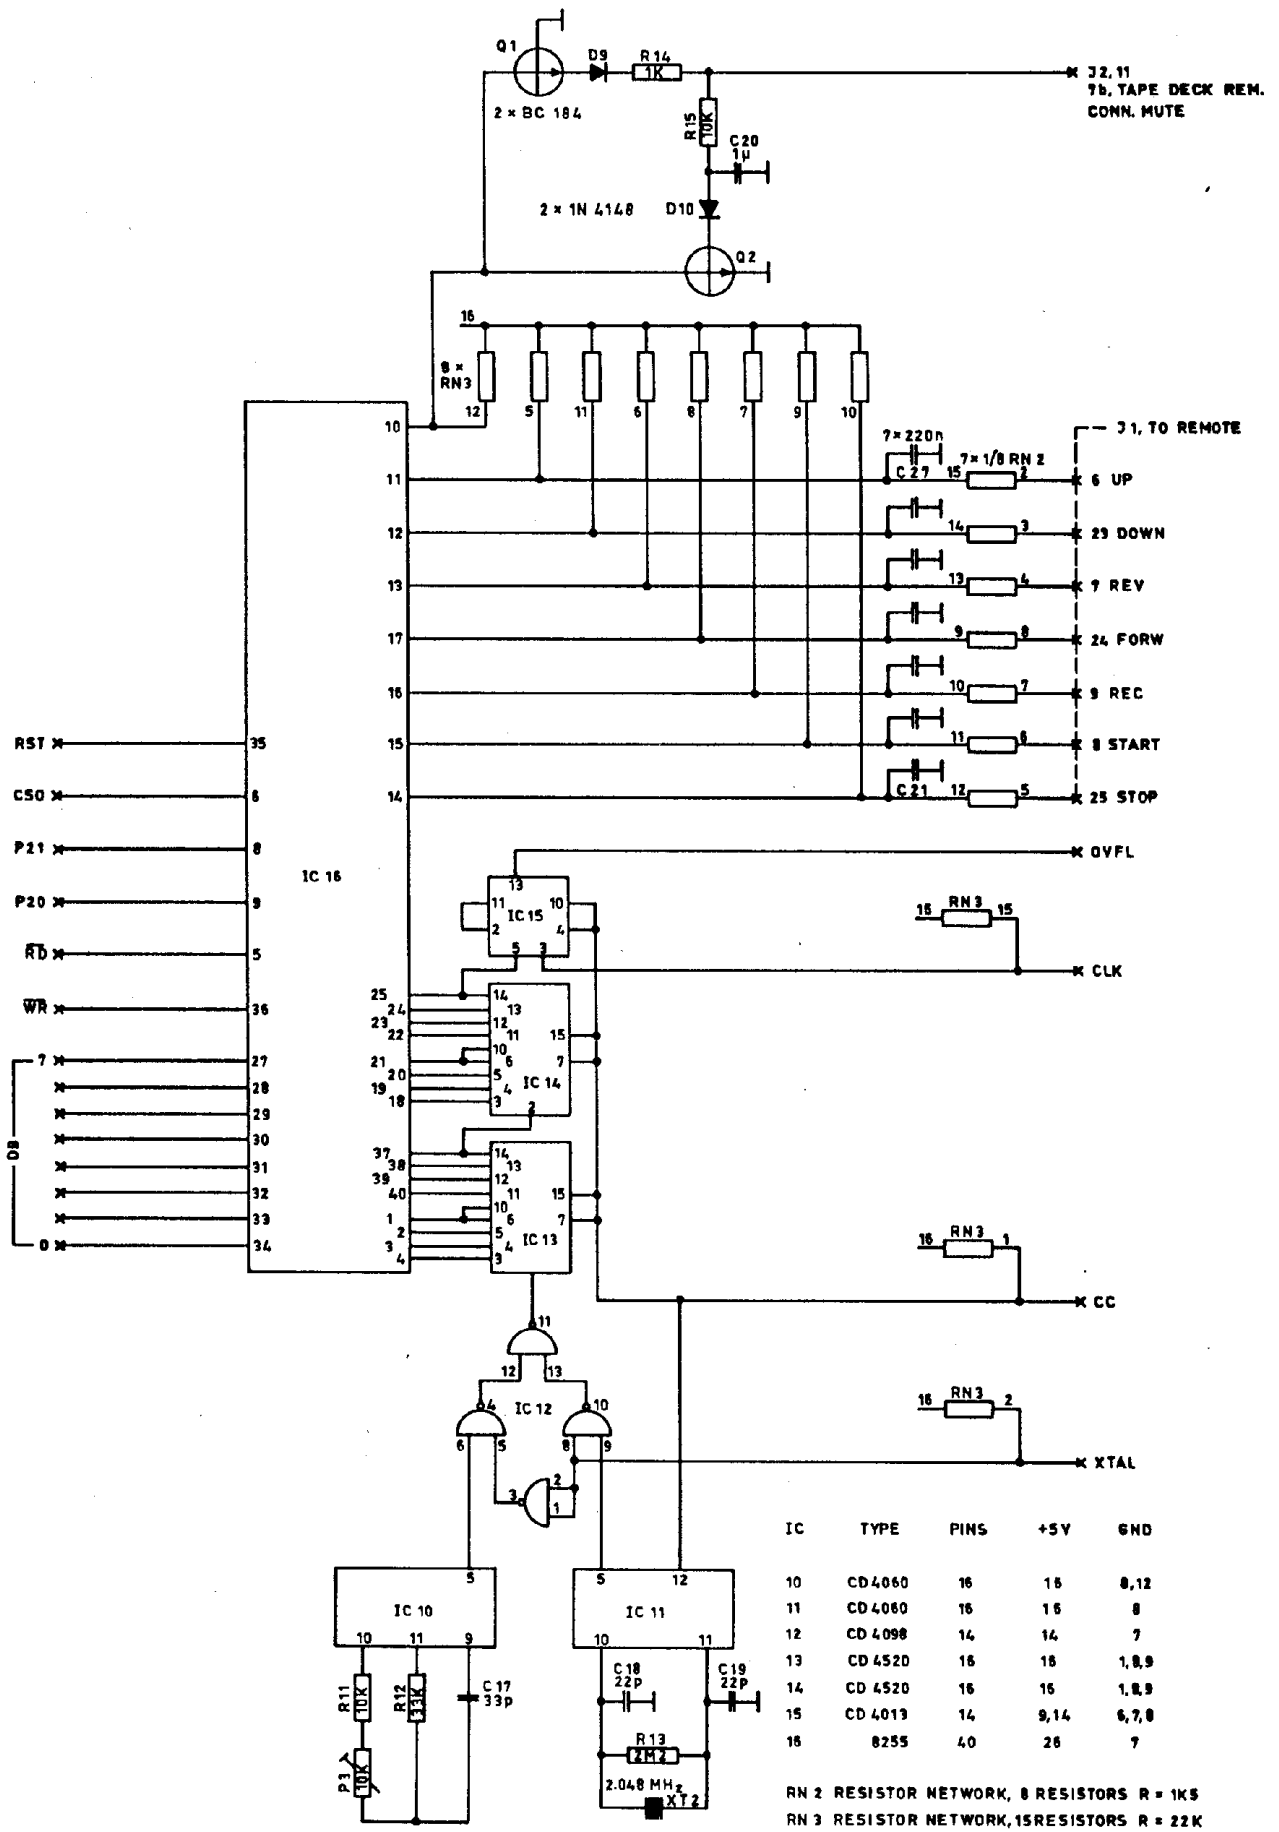 Q1
D9
R14
1K
J2, 11
7b, TAPE DECK REM.
CONN. MUTE
2 × BC 184
R15
10K
C20
1µ
2 × 1N 4148
D10
Q2
16
8 ×
RN3
12 5 11 6 8 7 9 10
10
J1, TO REMOTE
7 × 220n
7 × 1/8 RN 2
11 C27 15 2 6 UP
12 14 3 23 DOWN
13 13 4 7 REV
17 9 8 24 FORW
16 10 7 9 REC
RST 35 15 11 6 8 START
CSO 6 14 C21 12 5 25 STOP
P21 8
OVFL
IC 16
13
P20 9
11 IC 15 10
2 4
5 3
RN 3
15 15
RD 5
CLK
WR 36
25 14
24 13
23 12
22 11 15
10
21 6 7
20 5 IC 14
19 4
18 3
2
7 27
28
29
30
DB
31
32
33
0 34
37 14
38 13
39 12
40 11 15
10
1 6 7
2 5 IC 13
3 4
4 3
RN3
16 1
CC
11
12 13
IC 12
4 10
6 5 8 9
RN 3
16 2
XTAL
3 2
1
5
IC 10
10 11 9
5 12
IC 11
10 11
R11
10K
R12
33K
C17
33p
P3
10K
C18
22p
C19
22p
R13
2M2
2.048 MHz
XT2
IC TYPE PINS +5V GND
10 CD4060 16 16 8,12
11 CD4060 16 16 8
12 CD 4098 14 14 7
13 CD 4520 16 16 1,8,9
14 CD 4520 16 16 1,8,9
15 CD 4013 14 9,14 6,7,8
16 8255 40 26 7
RN 2 RESISTOR NETWORK, 8 RESISTORS R = 1K5
RN 3 RESISTOR NETWORK, 15 RESISTORS R = 22K